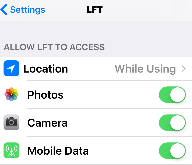 Settings LFT
ALLOW LFT TO ACCESS
Location While Using
Photos
Camera
Mobile Data